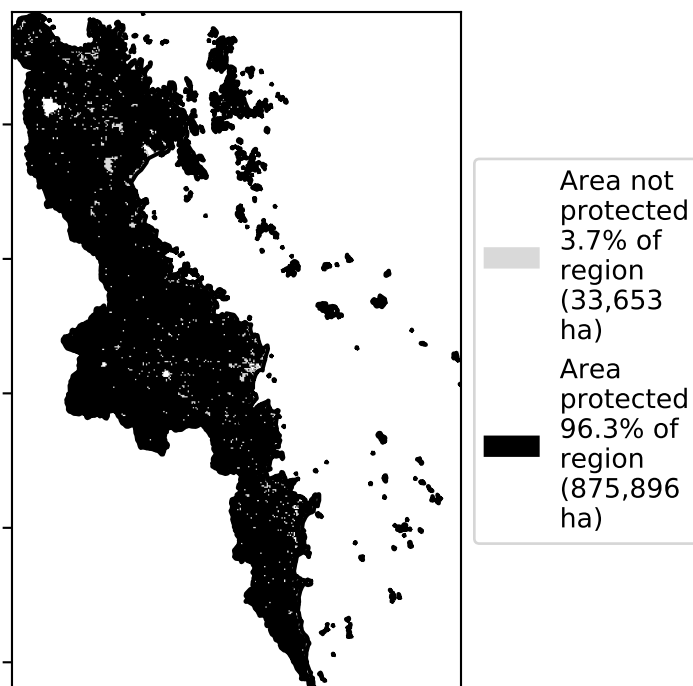 Area not
protected
3.7% of
region
(33,653
ha)
Area
protected
96.3% of
region
(875,896
ha)